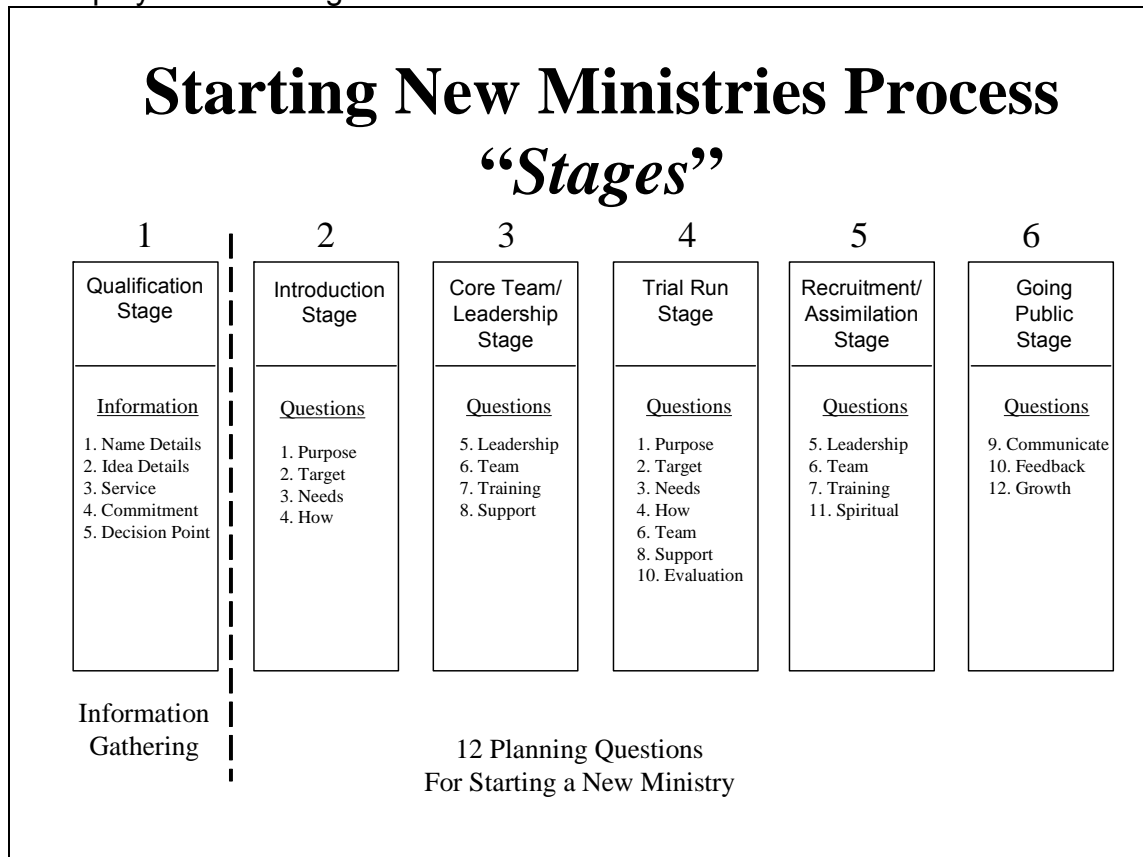 Starting New Ministries Process
“Stages”
1
Qualification
Stage
Information
1. Name Details
2. Idea Details
3. Service
4. Commitment
5. Decision Point
Information
Gathering
2
Introduction
Stage
Questions
1. Purpose
2. Target
3. Needs
4. How
3
Core Team/
Leadership
Stage
Questions
5. Leadership
6. Team
7. Training
8. Support
4
Trial Run
Stage
Questions
1. Purpose
2. Target
3. Needs
4. How
6. Team
8. Support
10. Evaluation
5
Recruitment/
Assimilation
Stage
Questions
5. Leadership
6. Team
7. Training
11. Spiritual
6
Going
Public
Stage
Questions
9. Communicate
10. Feedback
12. Growth
12 Planning Questions
For Starting a New Ministry